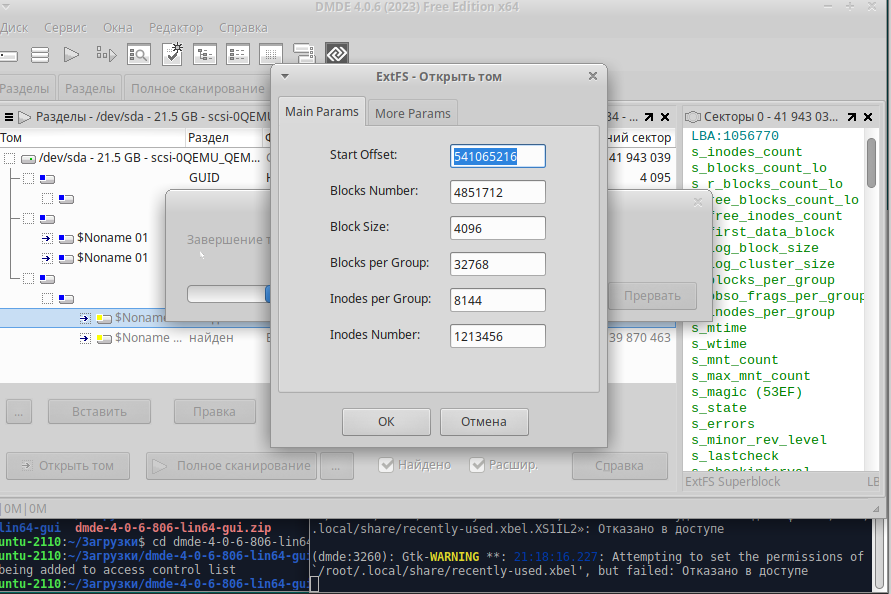 DMDE 4.0.6 (2023) Free Edition x64
Диск Сервис Окна Редактор Справка
Разделы Разделы Полное сканирование
Разделы - /dev/sda - 21.5 GB - scsi-0QEMU
Секторы 0 - 41 943 03...
Том Раздел
ний сектор
/dev/sda - 21.5 GB - scsi-0QEMU_QEM...
41 943 039
GUID
4 095
$Noname 01
$Noname 01
$Noname
$Noname ... найден
39 870 463
... Вставить Правка
Открыть том Полное сканирование ... Найдено Расшир. Справка
|0M|0M
Завершение т
Прервать
ExtFS - Открыть том
Main Params More Params
Start Offset: 541065216
Blocks Number: 4851712
Block Size: 4096
Blocks per Group: 32768
Inodes per Group: 8144
Inodes Number: 1213456
ОК Отмена
LBA:1056770
s_inodes_count
s_blocks_count_lo
s_r_blocks_count_lo
ree_blocks_count_lo
free_inodes_count
first_data_block
log_block_size
log_cluster_size
blocks_per_group
obso_frags_per_group
inodes_per_group
s_mtime
s_wtime
s_mnt_count
s_max_mnt_count
s_magic (53EF)
s_state
s_errors
s_minor_rev_level
s_lastcheck
s_checkinterval
ExtFS Superblock LB
lin64-gui dmde-4-0-6-806-lin64-gui.zip
untu-2110:~/Загрузки$ cd dmde-4-0-6-806-lin64
untu-2110:~/Загрузки/dmde-4-0-6-806-lin64-gu
being added to access control list
untu-2110:~/Загрузки/dmde-4-0-6-806-lin64-gu
.local/share/recently-used.xbel.XS1IL2»: Отказано в доступе
(dmde:3260): Gtk-WARNING **: 21:18:16.227: Attempting to set the permissions of
`/root/.local/share/recently-used.xbel', but failed: Отказано в доступе